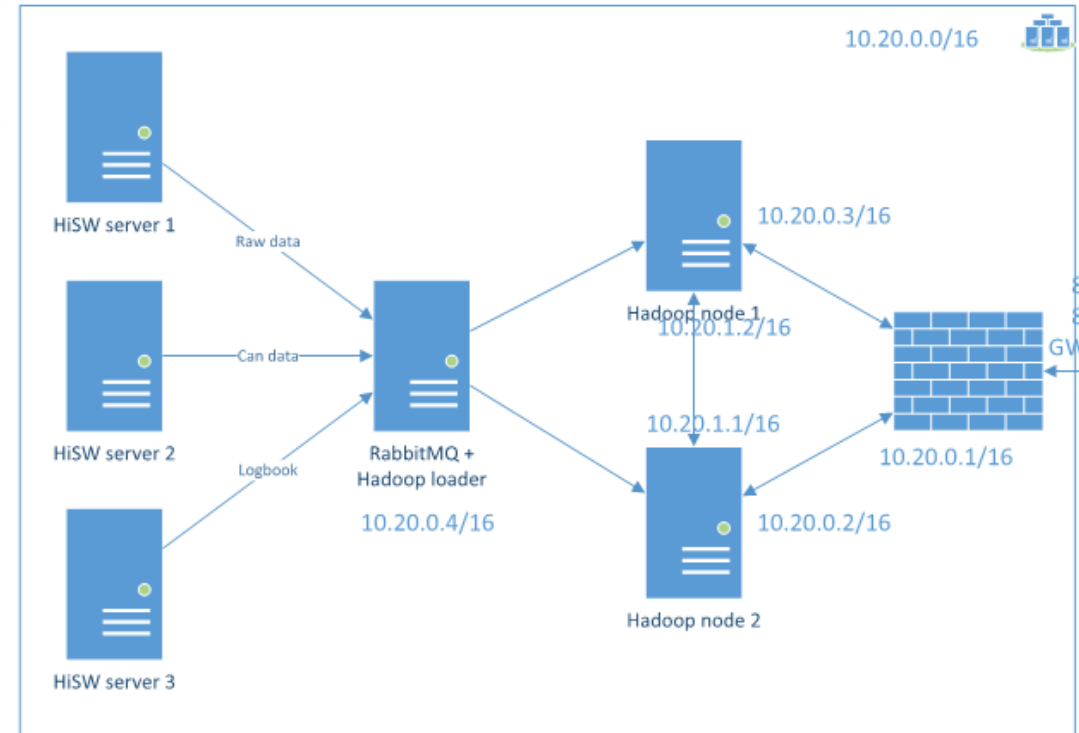 10.20.0.0/16
HiSW server 1
Raw data
10.20.0.3/16
Hadoop node 1
10.20.1.2/16
GW
Can data
HiSW server 2
RabbitMQ +
Hadoop loader
10.20.0.4/16
10.20.1.1/16
10.20.0.1/16
Logbook
10.20.0.2/16
Hadoop node 2
HiSW server 3